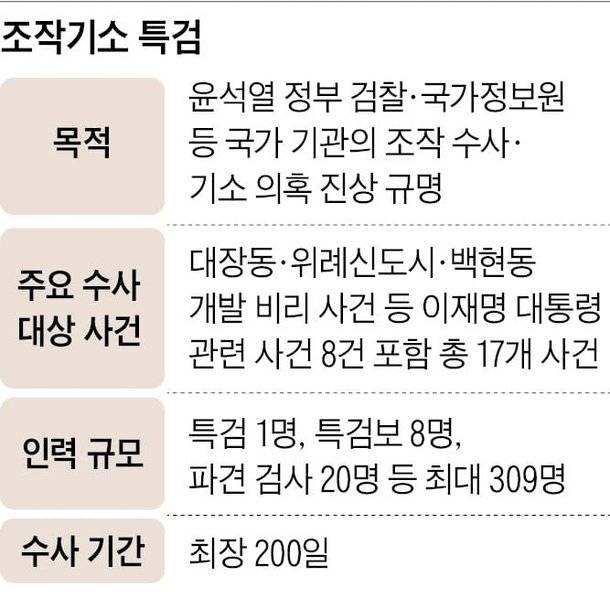 조작기소 특검
목적
윤석열 정부 검찰·국가정보원
등 국가 기관의 조작 수사·
기소 의혹 진상 규명
주요 수사
대상 사건
대장동·위례신도시·백현동
개발 비리 사건 등 이재명 대통령
관련 사건 8건 포함 총 17개 사건
인력 규모
특검 1명, 특검보 8명,
파견 검사 20명 등 최대 309명
수사 기간
최장 200일